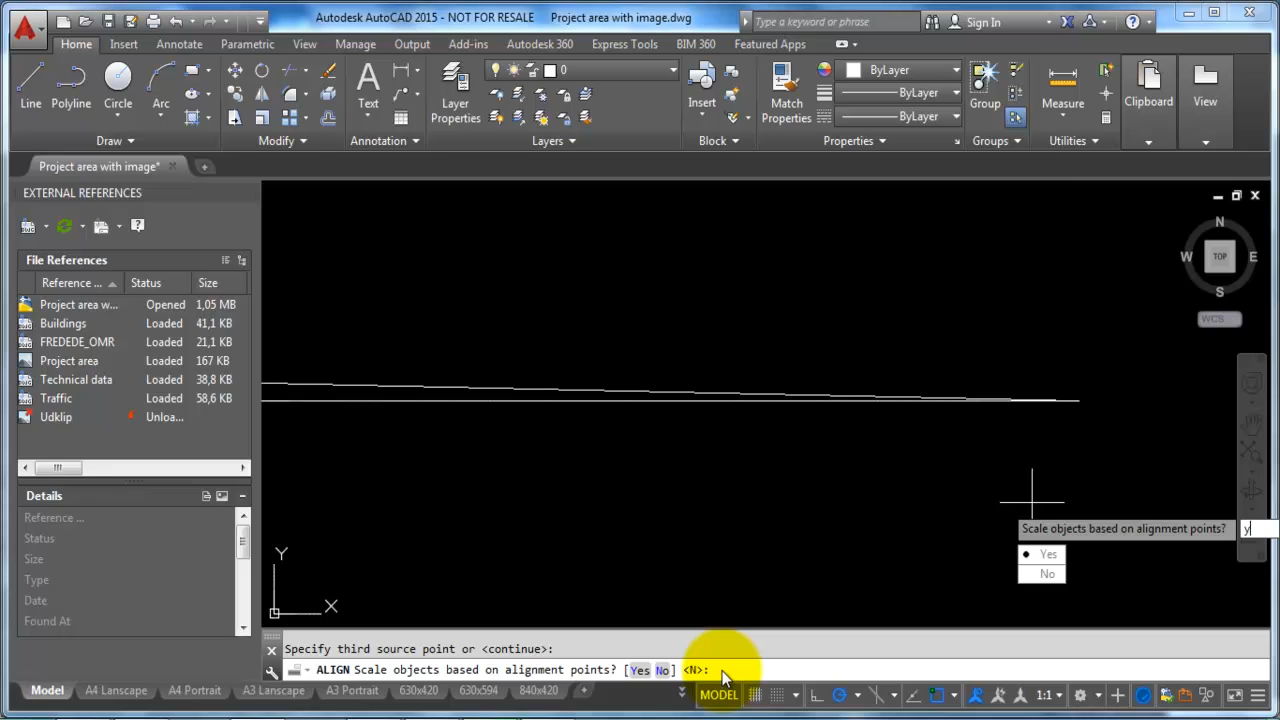 Autodesk AutoCAD 2015 - NOT FOR RESALE Project area with image.dwg
Type a keyword or phrase
Sign In
Home Insert Annotate Parametric View Manage Output Add-ins Autodesk 360 Express Tools BIM 360 Featured Apps
0
ByLayer
ByLayer
ByLayer
Line Polyline Circle Arc Text Layer Properties Insert Match Properties Group Measure Clipboard View
Draw Modify Annotation Layers Block Properties Groups Utilities
Project area with image*
EXTERNAL REFERENCES
File References
Reference ... Status Size
Project area w... Opened 1,05 MB
Buildings Loaded 41,1 KB
FREDEDE_OMR Loaded 21,1 KB
Project area Loaded 167 KB
Technical data Loaded 38,8 KB
Traffic Loaded 58,6 KB
Udklip Unloa...
Details
Reference ...
Status
Size
Type
Date
Found At
N
W TOP E
S
WCS
Y
X
Scale objects based on alignment points? y
Yes
No
Specify third source point or <continue>:
ALIGN Scale objects based on alignment points? [Yes No] <N>:
Model A4 Lanscape A4 Portrait A3 Lanscape A3 Portrait 630x420 630x594 840x420 MODEL 1:1